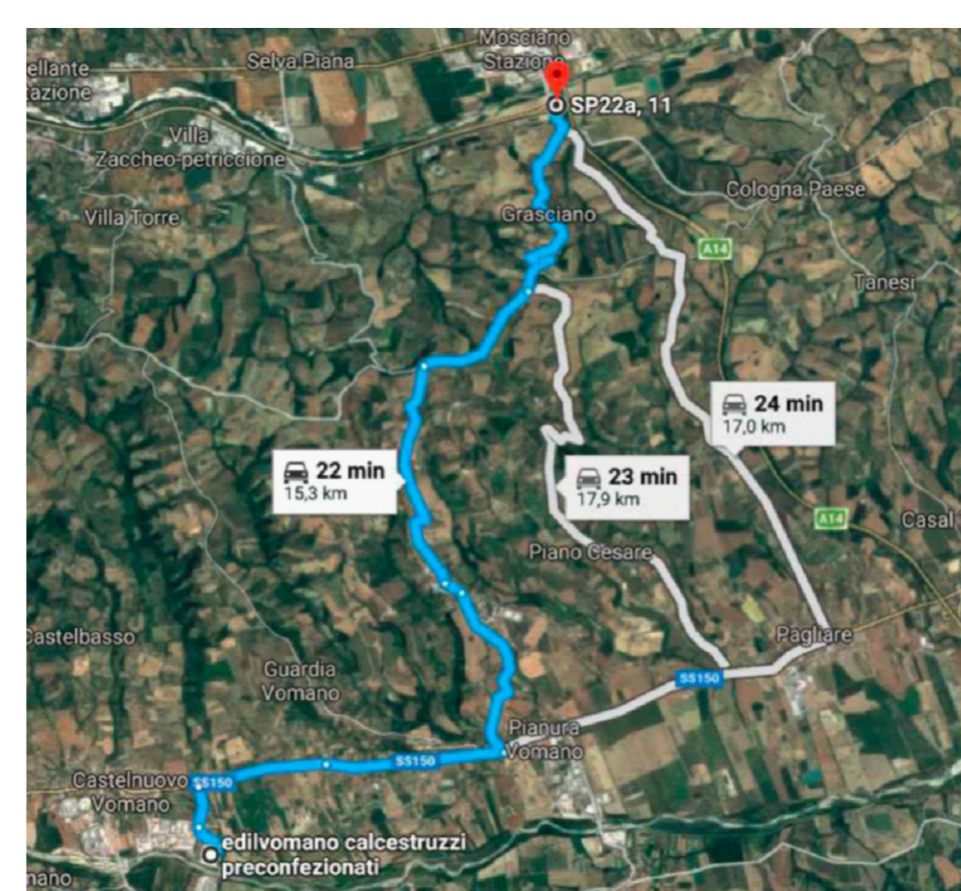 Mosciano
Stazione
Selva Piana
ellante
tazione
SP22a, 11
Villa
Zaccheo-petriccione
Cologna Paese
Villa Torre
Grasciano
A14
Tanesi
24 min
17,0 km
22 min
15,3 km
23 min
17,9 km
A14
Casal
Piano Cesare
Castelbasso
Pagliare
Guardia
Vomano
SS150
Pianura
Vomano
SS150
Castelnuovo
Vomano
SS150
edilvomano calcestruzzi
preconfezionati
mano